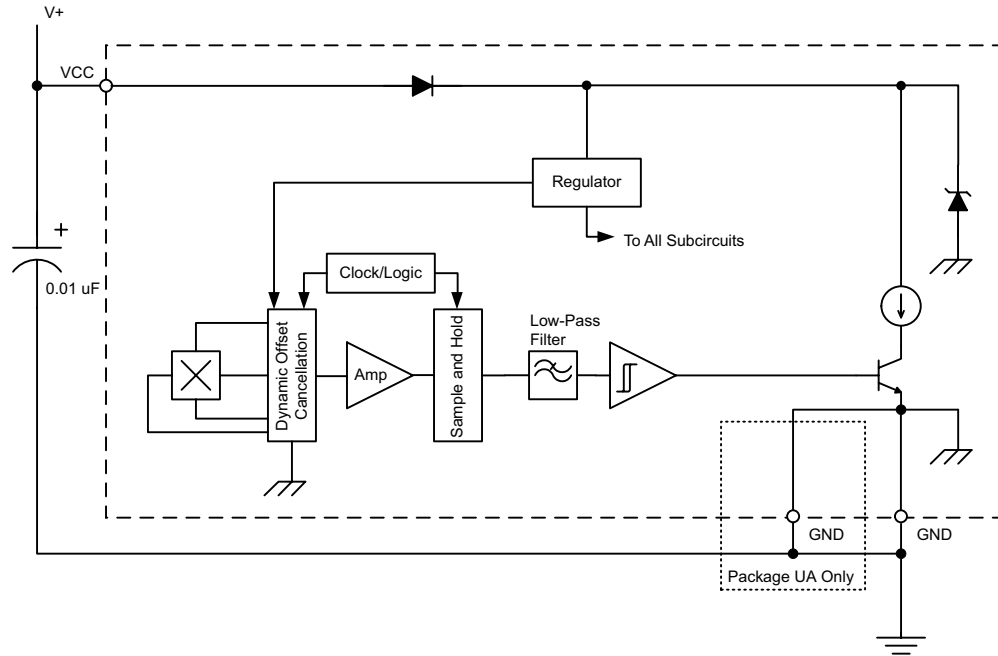 V+
VCC
Regulator
To All Subcircuits
+
0.01 uF
Clock/Logic
Dynamic Offset
Cancellation
Amp
Sample and Hold
Low-Pass
Filter
GND
GND
Package UA Only